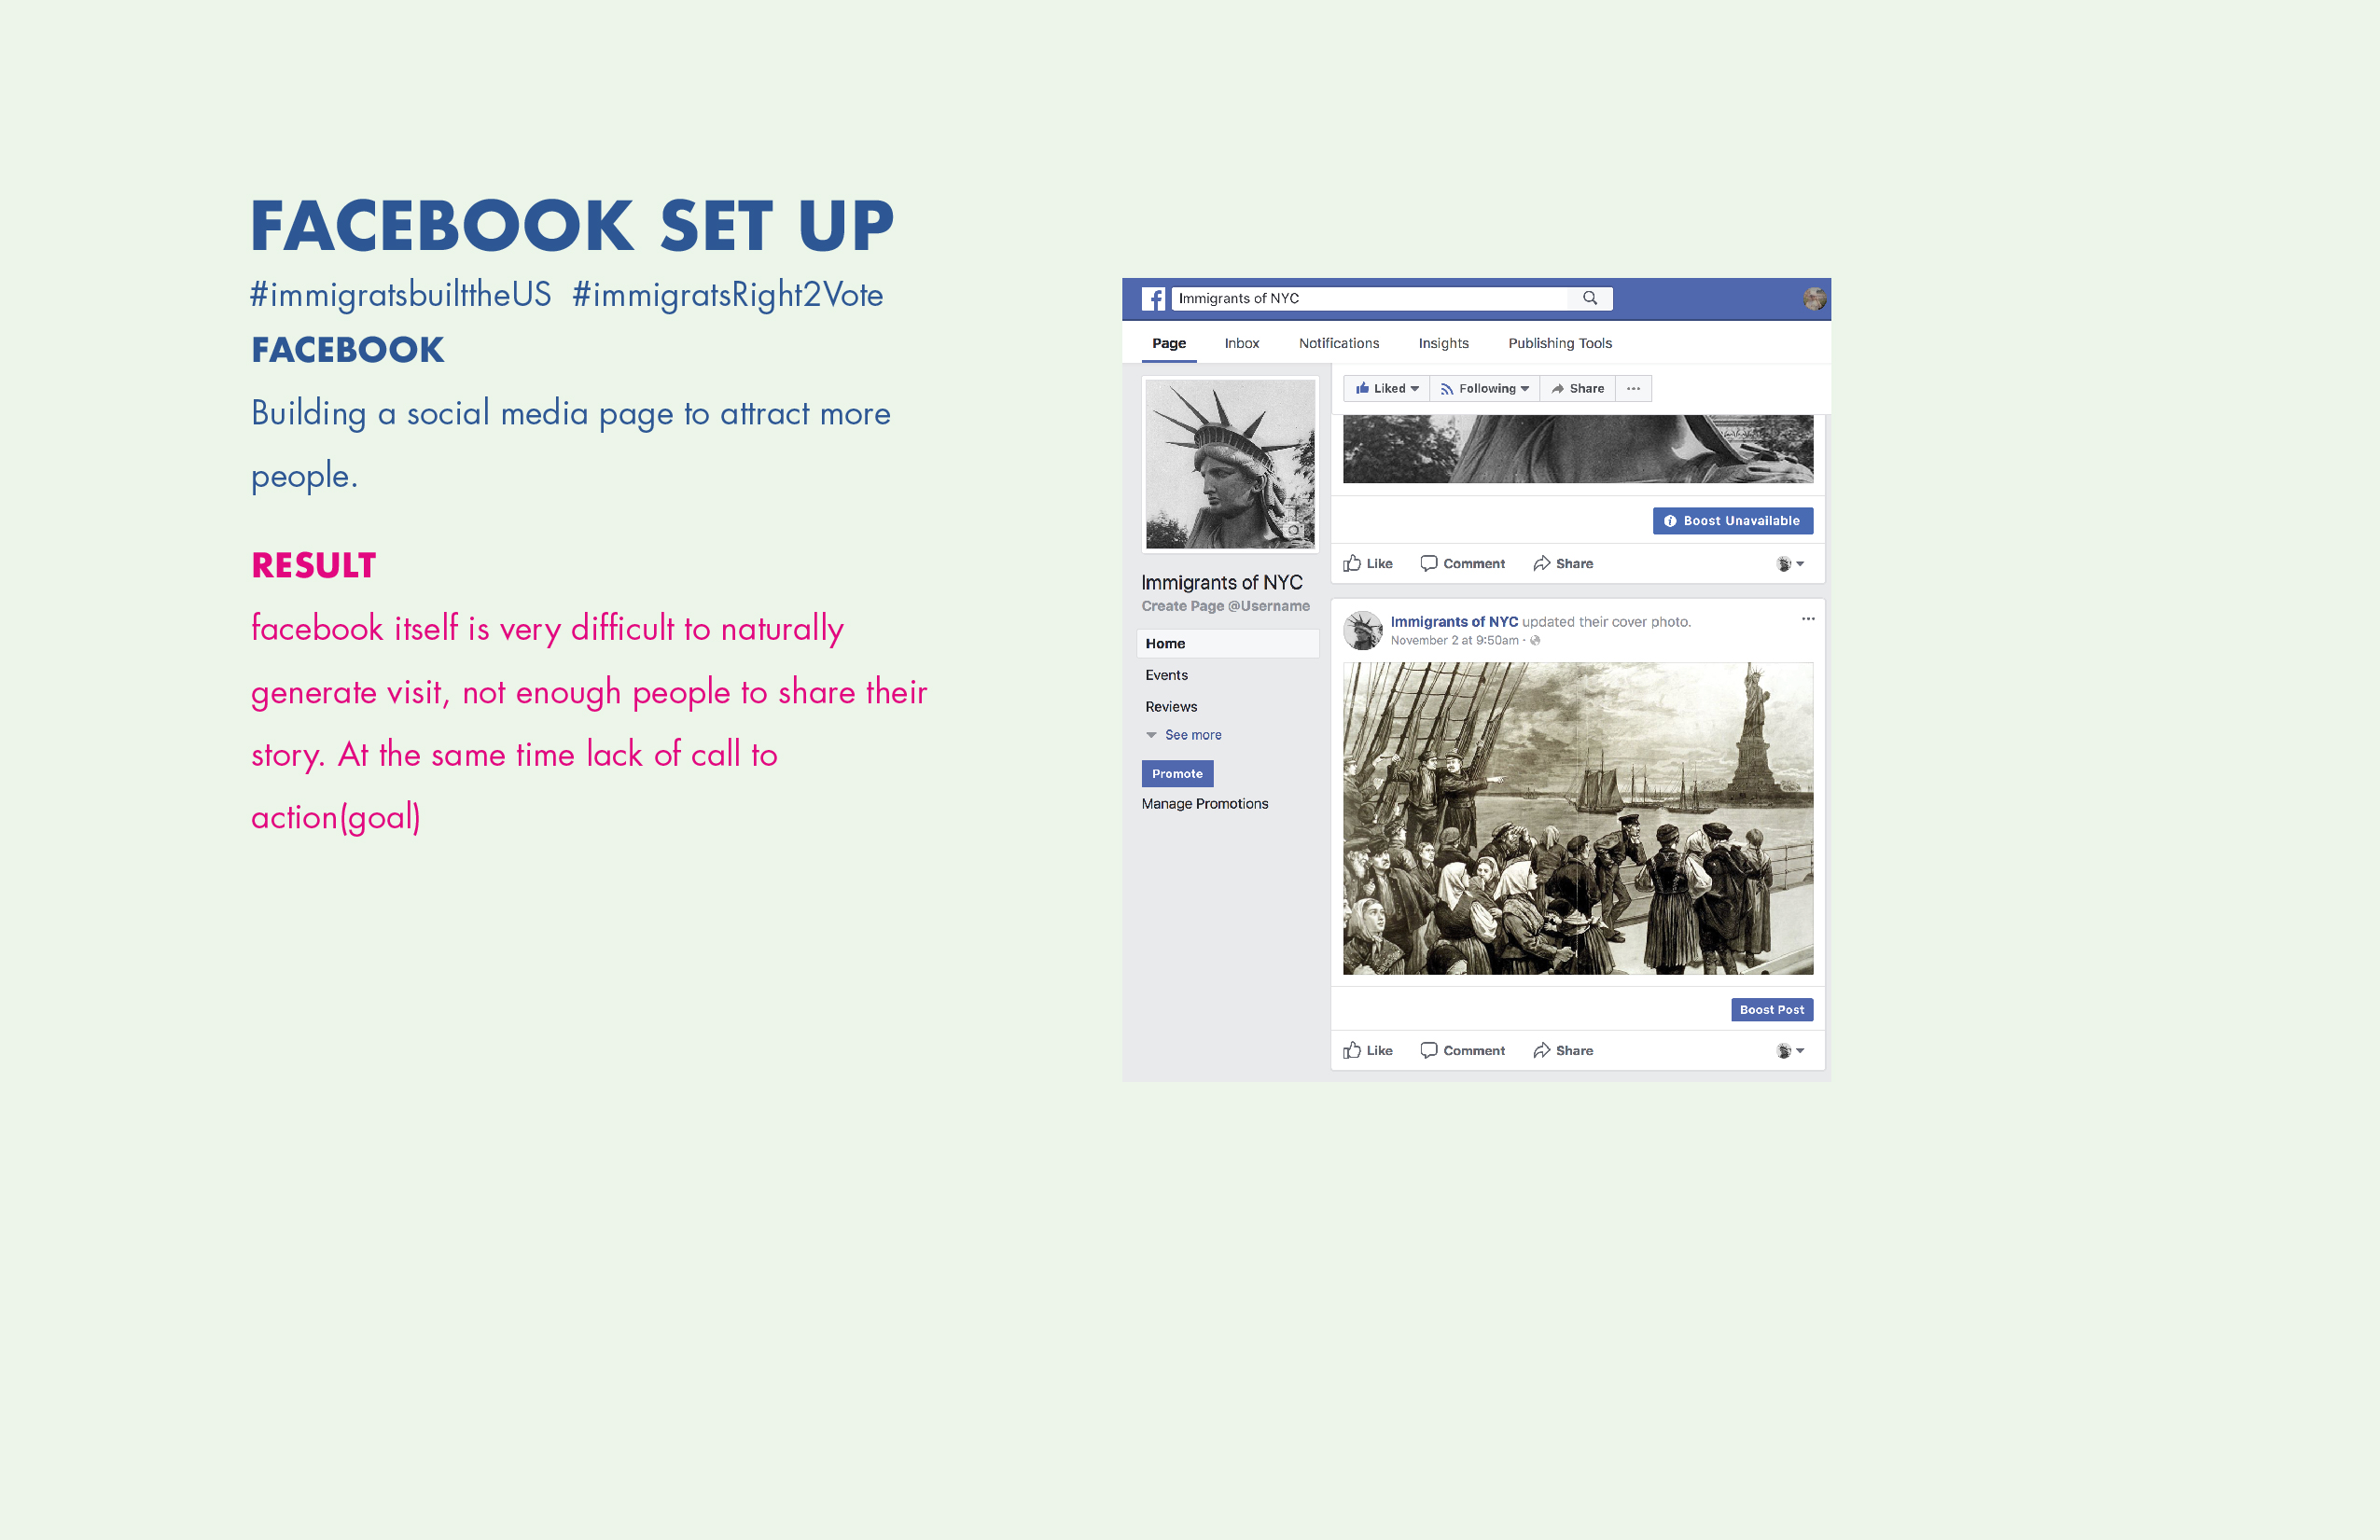 FACEBOOK SET UP
#immigratsbuilttheUS #immigratsRight2Vote
FACEBOOK
Building a social media page to attract more
people.
RESULT
facebook itself is very difficult to naturally
generate visit, not enough people to share their
story. At the same time lack of call to
action(goal)
Immigrants of NYC
Page Inbox Notifications Insights Publishing Tools
Liked Following Share
Immigrants of NYC
Create Page @Username
Home
Events
Reviews
See more
Promote
Manage Promotions
Boost Unavailable
Like Comment Share
Immigrants of NYC updated their cover photo.
November 2 at 9:50am ·
Boost Post
Like Comment Share